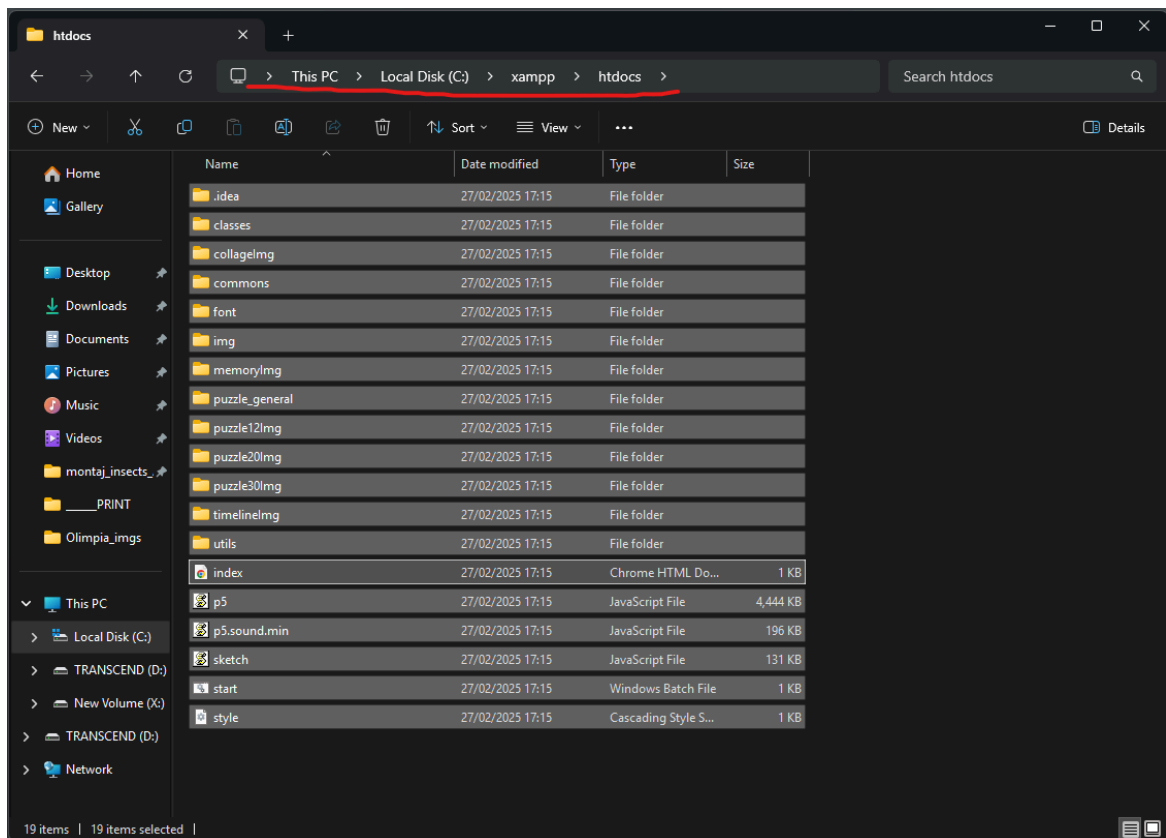 htdocs
This PC > Local Disk (C:) > xampp > htdocs >
Search htdocs
New
Sort
View
Details
Name Date modified Type Size
Home
Gallery
Desktop
Downloads
Documents
Pictures
Music
Videos
montaj_insects_
_____PRINT
Olimpia_imgs
This PC
Local Disk (C:)
TRANSCEND (D:)
New Volume (X:)
TRANSCEND (D:)
Network
.idea 27/02/2025 17:15 File folder
classes 27/02/2025 17:15 File folder
collageImg 27/02/2025 17:15 File folder
commons 27/02/2025 17:15 File folder
font 27/02/2025 17:15 File folder
img 27/02/2025 17:15 File folder
memoryImg 27/02/2025 17:15 File folder
puzzle_general 27/02/2025 17:15 File folder
puzzle12Img 27/02/2025 17:15 File folder
puzzle20Img 27/02/2025 17:15 File folder
puzzle30Img 27/02/2025 17:15 File folder
timelineImg 27/02/2025 17:15 File folder
utils 27/02/2025 17:15 File folder
index 27/02/2025 17:15 Chrome HTML Do... 1 KB
p5 27/02/2025 17:15 JavaScript File 4,444 KB
p5.sound.min 27/02/2025 17:15 JavaScript File 196 KB
sketch 27/02/2025 17:15 JavaScript File 131 KB
start 27/02/2025 17:15 Windows Batch File 1 KB
style 27/02/2025 17:15 Cascading Style S... 1 KB
19 items | 19 items selected |